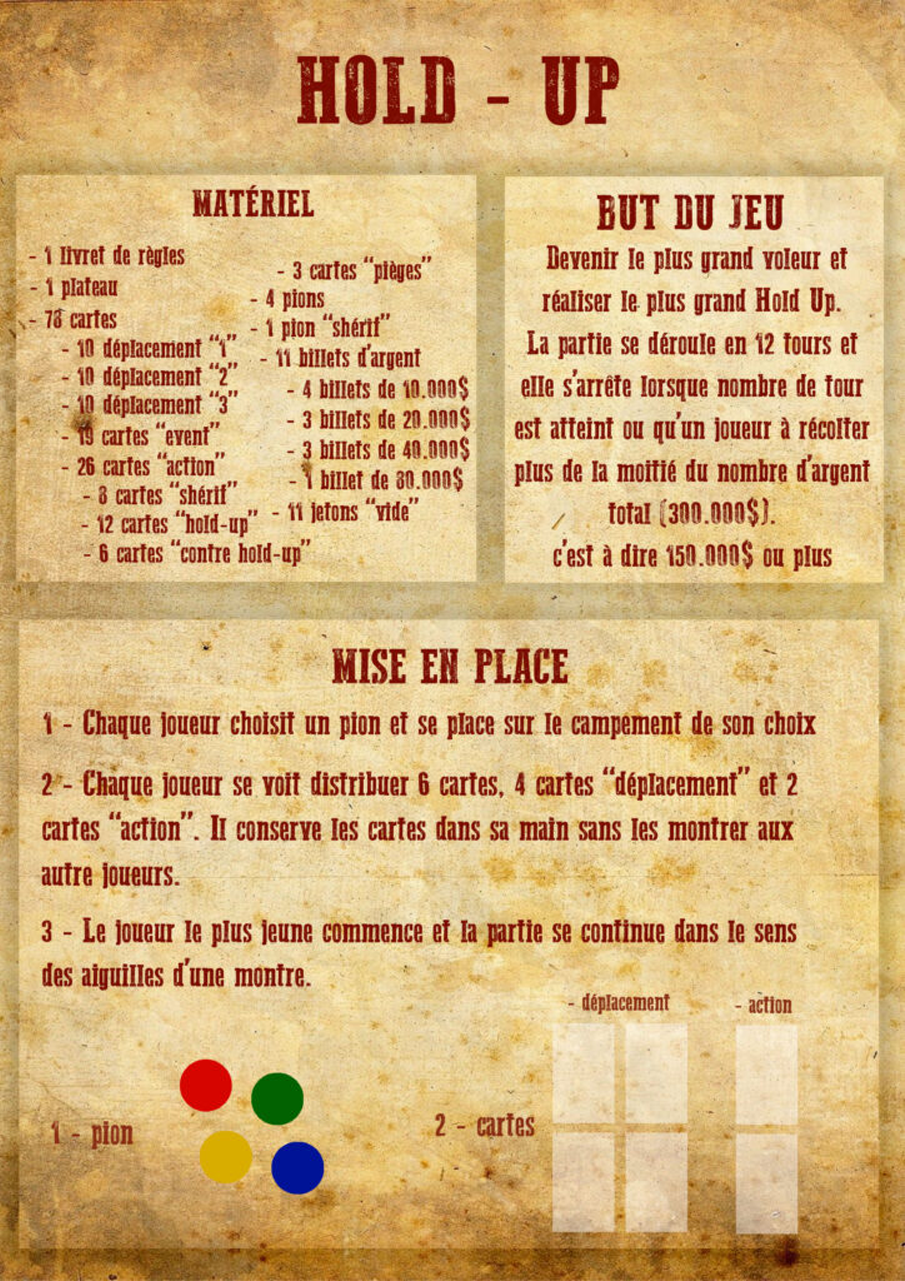 HOLD - UP
MATÉRIEL
- 1 livret de règles
- 1 plateau
- 78 cartes
- 10 déplacement “1”
- 10 déplacement “2”
- 10 déplacement “3”
- 19 cartes “event”
- 26 cartes “action”
- 8 cartes “shérif”
- 12 cartes “hold-up”
- 6 cartes “contre hold-up”
- 3 cartes “pièges”
- 4 pions
- 1 pion “shérif”
- 11 billets d'argent
- 4 billets de 10.000$
- 3 billets de 20.000$
- 3 billets de 40.000$
- 1 billet de 80.000$
- 11 jetons “vide”
BUT DU JEU
Devenir le plus grand voleur et
réaliser le plus grand Hold Up.
La partie se déroule en 12 tours et
elle s'arrête lorsque nombre de tour
est atteint ou qu'un joueur à récolter
plus de la moitié du nombre d'argent
total (300.000$).
c'est à dire 150.000$ ou plus
MISE EN PLACE
1 - Chaque joueur choisit un pion et se place sur le campement de son choix
2 - Chaque joueur se voit distribuer 6 cartes, 4 cartes “déplacement” et 2
cartes “action”. Il conserve les cartes dans sa main sans les montrer aux
autre joueurs.
3 - Le joueur le plus jeune commence et la partie se continue dans le sens
des aiguilles d'une montre.
- déplacement
- action
1 - pion
2 - cartes